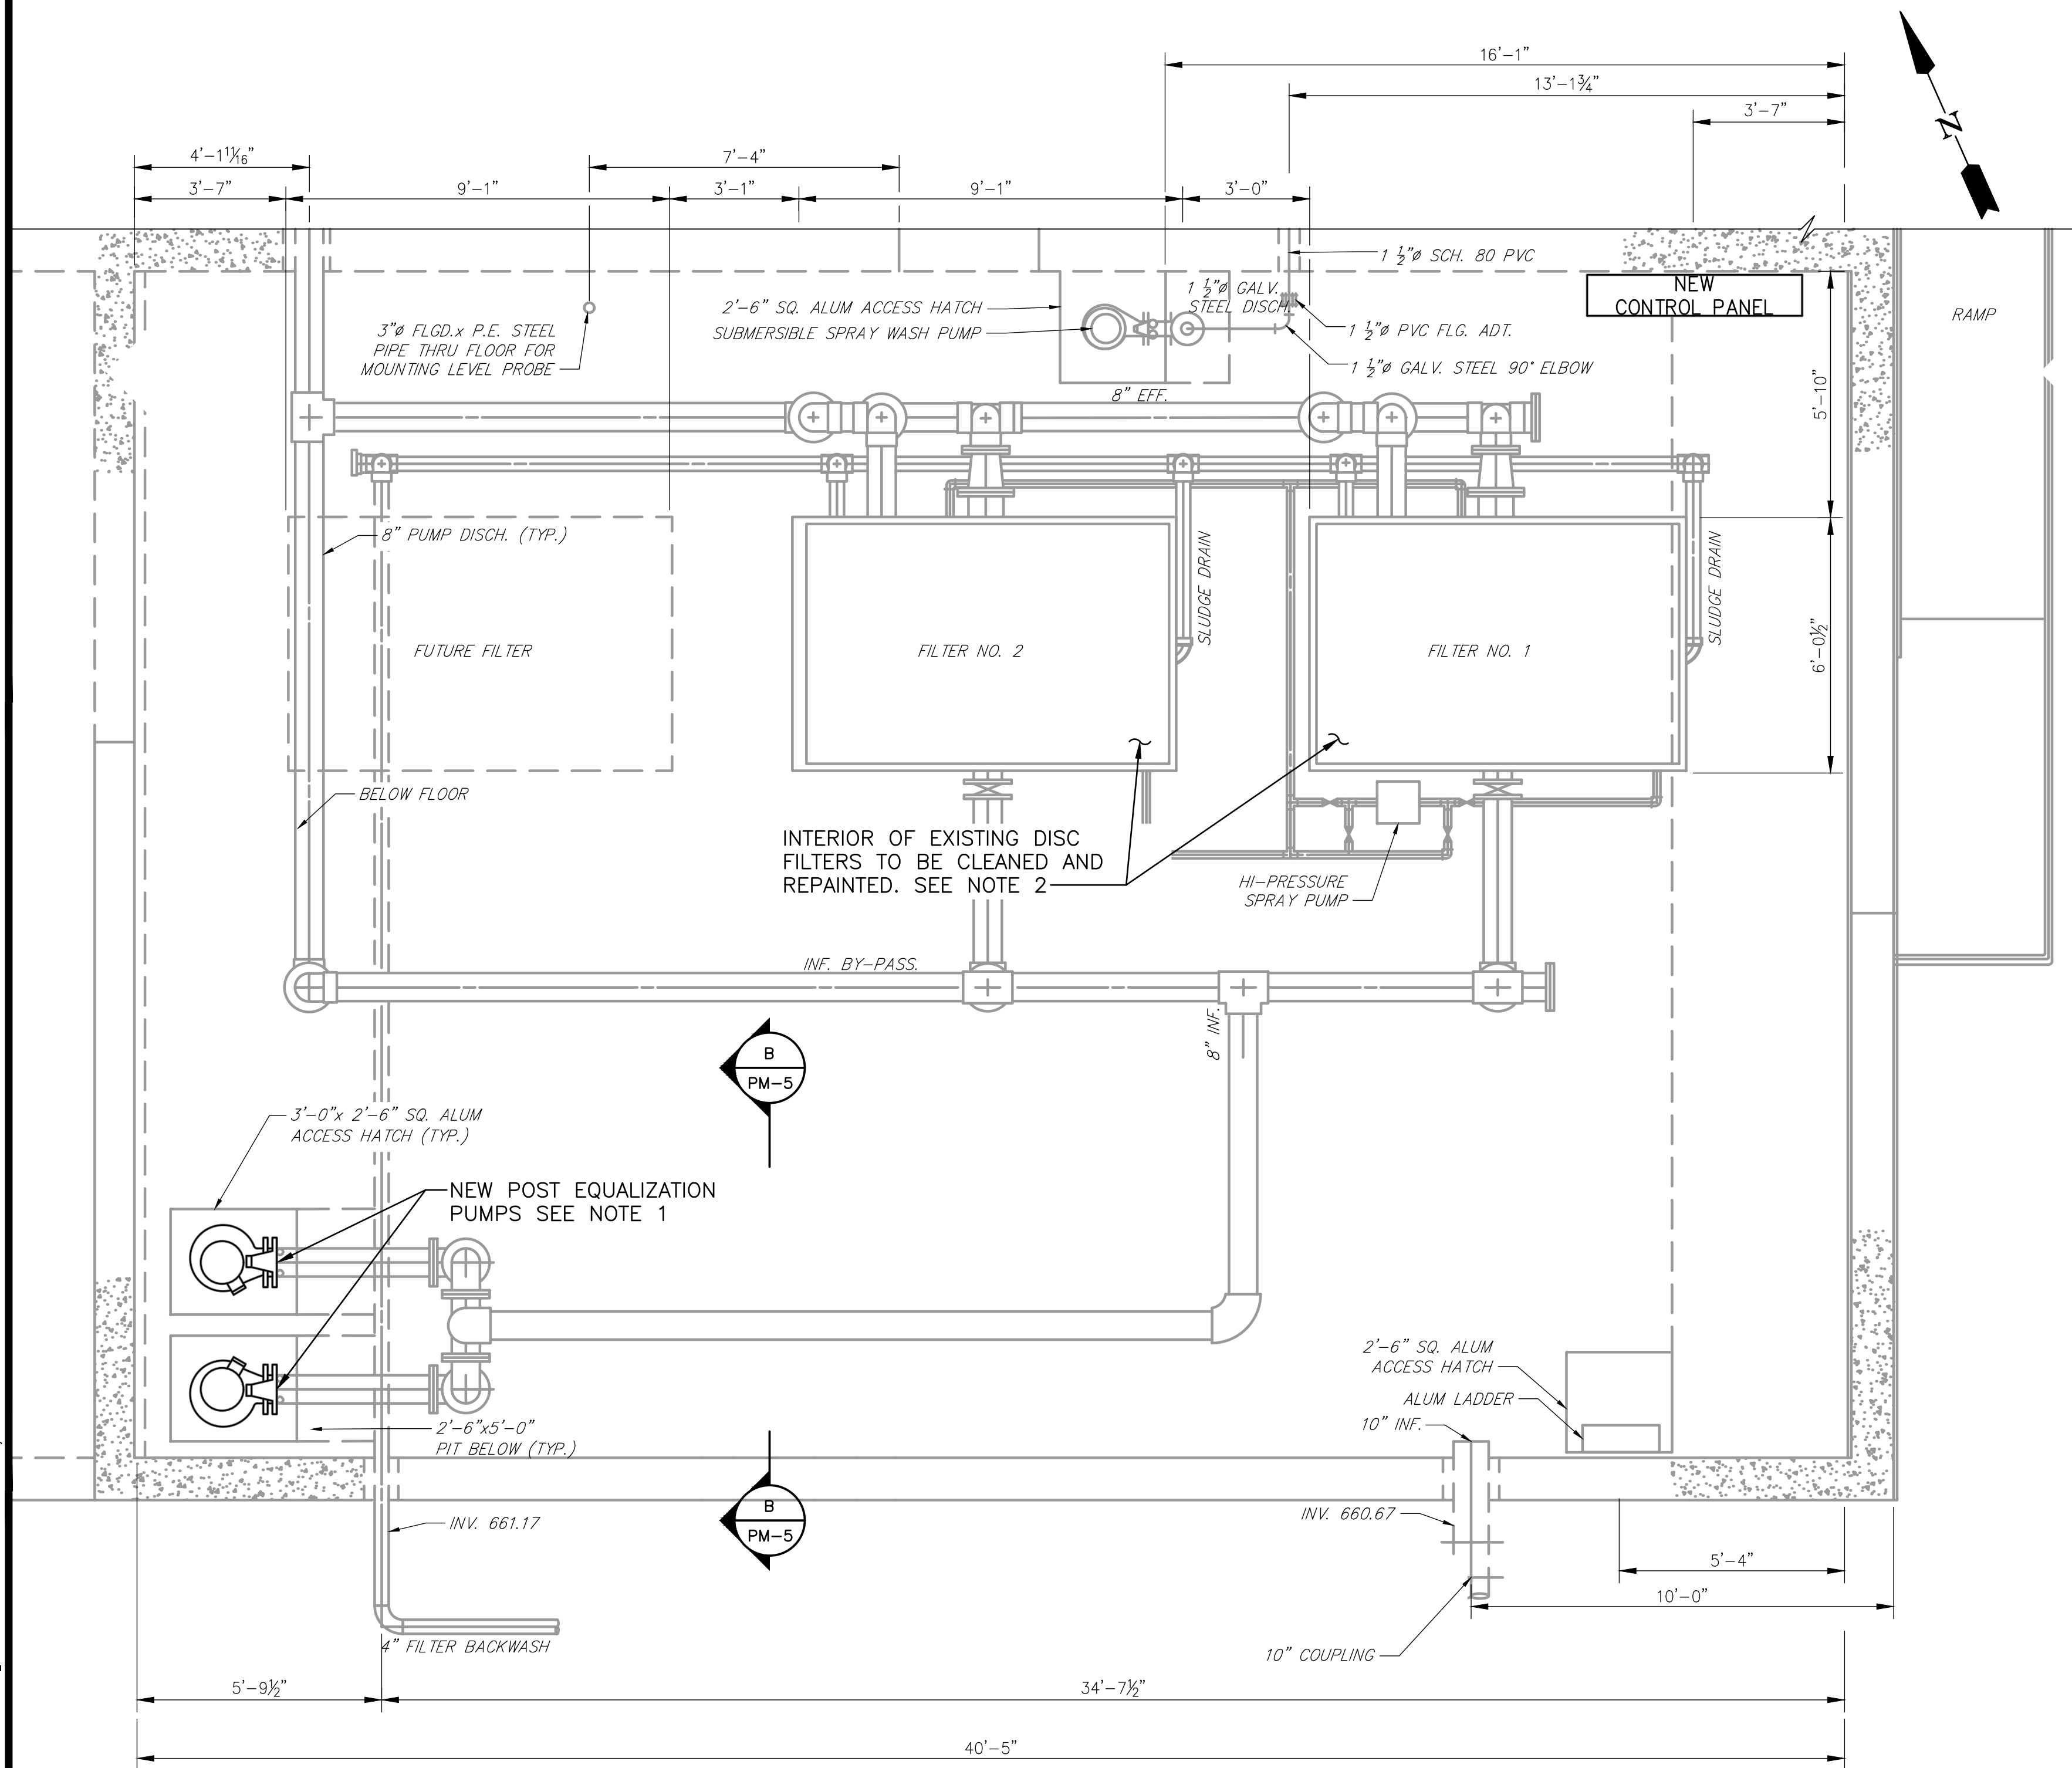 16'-1"
13'-1¾"
3'-7"
N
4'-1 11/16"
7'-4"
3'-7"
9'-1"
3'-1"
9'-1"
3'-0"
1 ½"ø SCH. 80 PVC
NEW
CONTROL PANEL
RAMP
1 ½"ø GALV.
STEEL DISCH.
2'-6" SQ. ALUM ACCESS HATCH
SUBMERSIBLE SPRAY WASH PUMP
1 ½"ø PVC FLG. ADT.
1 ½"ø GALV. STEEL 90° ELBOW
3"ø FLGD.x P.E. STEEL
PIPE THRU FLOOR FOR
MOUNTING LEVEL PROBE
8" EFF.
5'-10"
8" PUMP DISCH. (TYP.)
SLUDGE DRAIN
SLUDGE DRAIN
FUTURE FILTER
FILTER NO. 2
FILTER NO. 1
6'-0½"
BELOW FLOOR
INTERIOR OF EXISTING DISC
FILTERS TO BE CLEANED AND
REPAINTED. SEE NOTE 2
HI-PRESSURE
SPRAY PUMP
INF. BY-PASS.
8" INF.
B
PM-5
3'-0"x 2'-6" SQ. ALUM
ACCESS HATCH (TYP.)
NEW POST EQUALIZATION
PUMPS SEE NOTE 1
2'-6" SQ. ALUM
ACCESS HATCH
ALUM LADDER
10" INF.
2'-6"x5'-0"
PIT BELOW (TYP.)
B
PM-5
INV. 661.17
INV. 660.67
5'-4"
10'-0"
4" FILTER BACKWASH
10" COUPLING
5'-9½"
34'-7½"
40'-5"